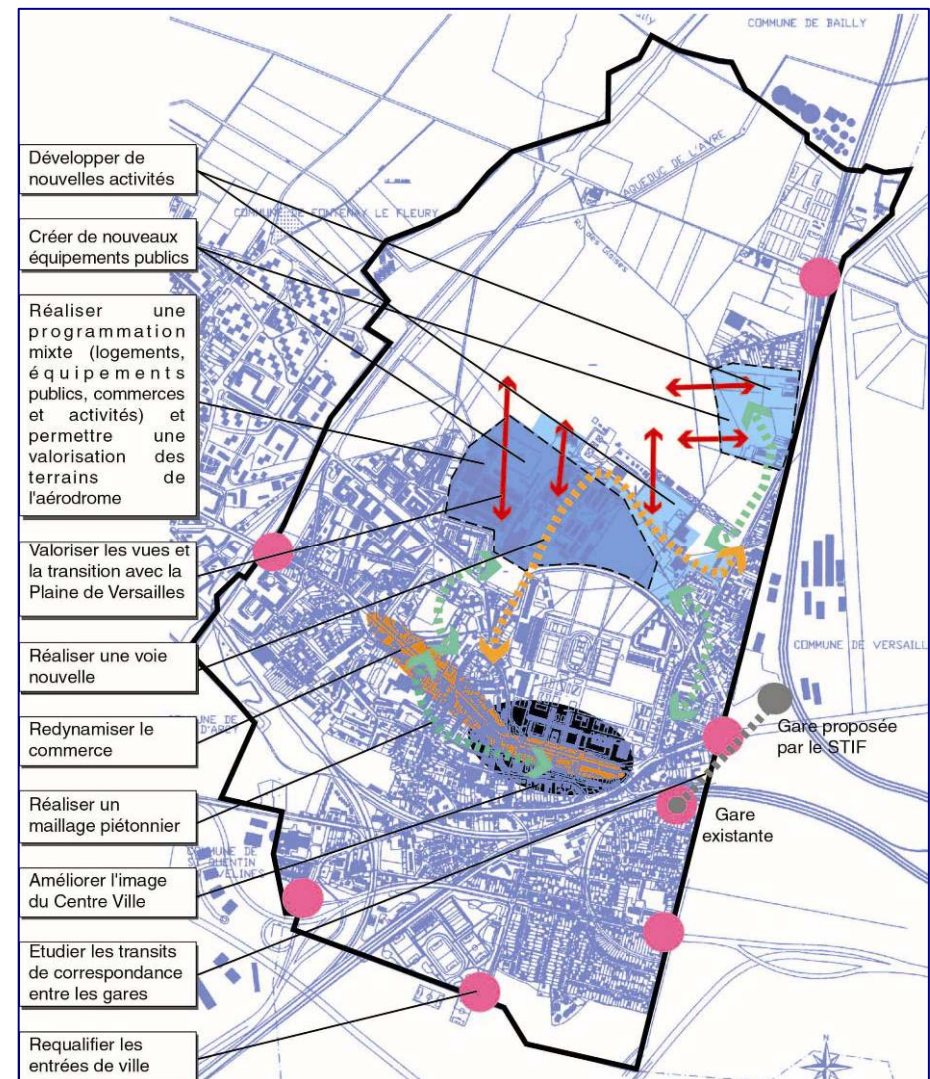 COMMUNE DE BAILLY
Développer de
nouvelles activités
AQUEDUC DE L'AVRE
COMMUNE DE FONTENAY LE FLEURY
Ru des Glaises
Créer de nouveaux
équipements publics
Réaliser une
programmation
mixte (logements,
équipements
publics, commerces
et activités) et
permettre une
valorisation des
terrains de
l'aérodrome
Valoriser les vues et
la transition avec la
Plaine de Versailles
Réaliser une voie
nouvelle
COMMUNE DE VERSAILL
Redynamiser le
commerce
Gare proposée
par le STIF
Réaliser un
maillage piétonnier
Gare
existante
Améliorer l'image
du Centre Ville
Etudier les transits
de correspondance
entre les gares
Requalifier les
entrées de ville